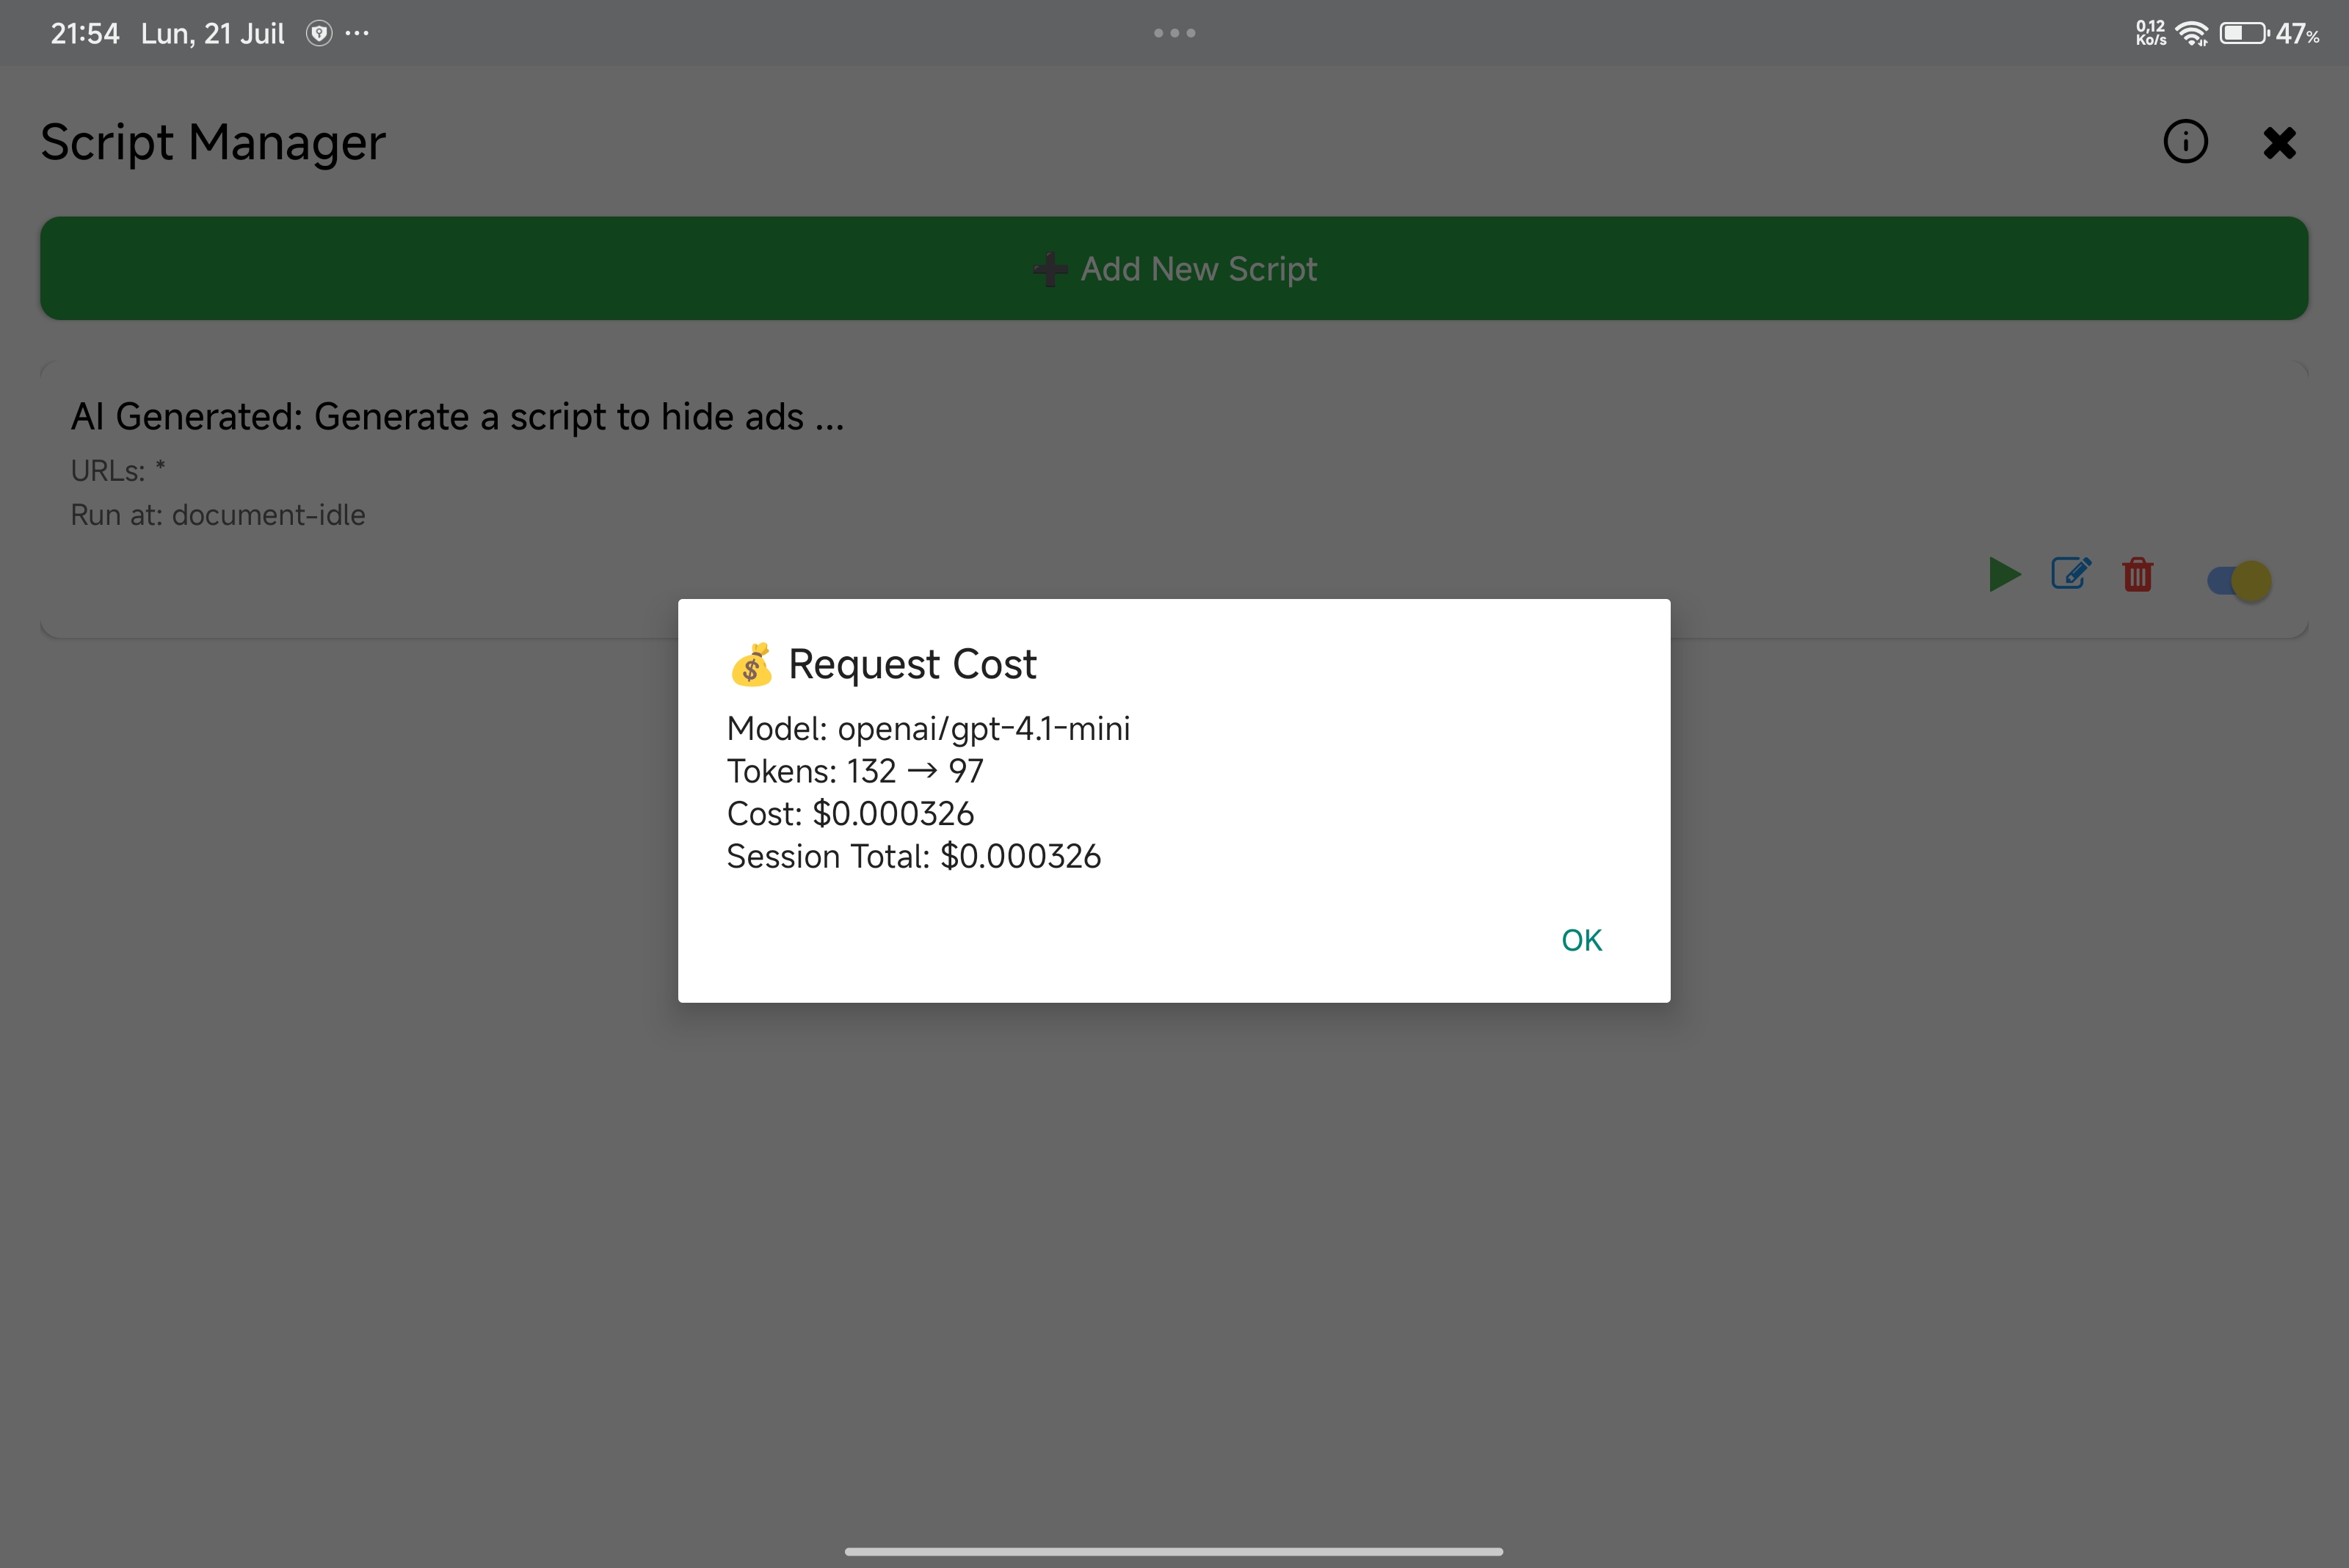 21:54 Lun, 21 Juil ...
0,12 Ko/s 47%
Script Manager
➕ Add New Script
AI Generated: Generate a script to hide ads ...
URLs: *
Run at: document-idle
💰 Request Cost
Model: openai/gpt-4.1-mini
Tokens: 132 → 97
Cost: $0.000326
Session Total: $0.000326
OK